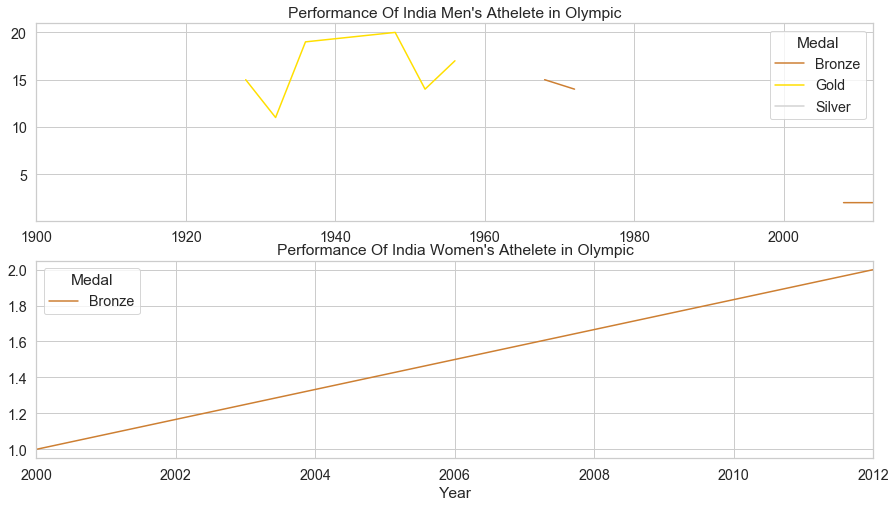 Performance Of India Men's Athelete in Olympic
20
15
10
5
Medal
Bronze
Gold
Silver
1900 1920 1940 1960 1980 2000
Performance Of India Women's Athelete in Olympic
2.0
1.8
1.6
1.4
1.2
1.0
Medal
Bronze
2000 2002 2004 2006 2008 2010 2012
Year